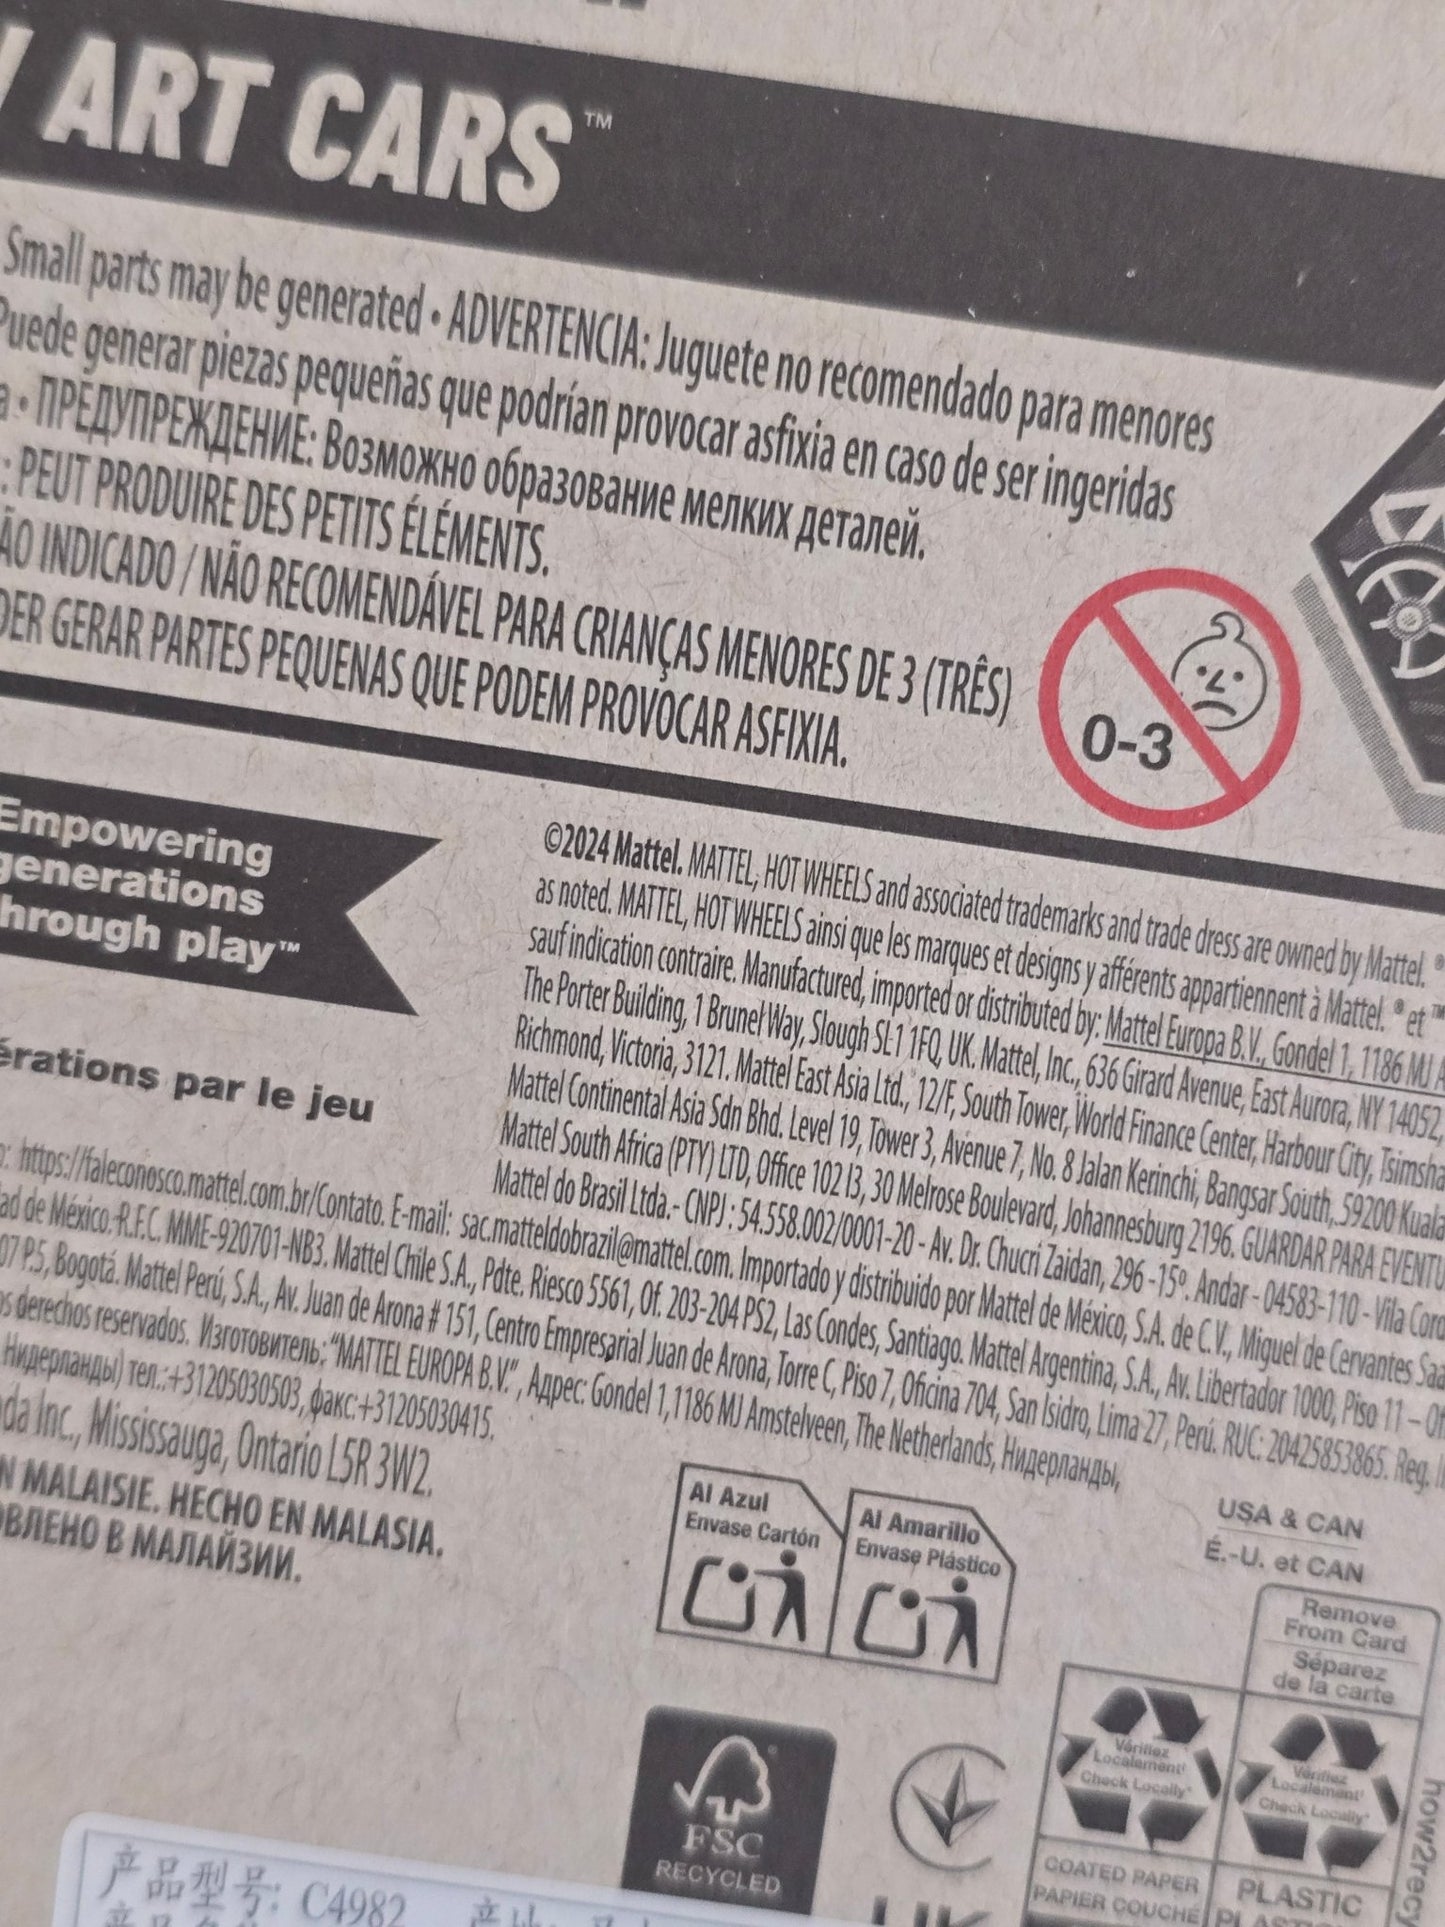 ART CARS™
Small parts may be generated • ADVERTENCIA: Juguete no recomendado para menores
Puede generar piezas pequeñas que podrían provocar asfixia en caso de ser ingeridas
• ПРЕДУПРЕЖДЕНИЕ: Возможно образование мелких деталей.
: PEUT PRODUIRE DES PETITS ÉLÉMENTS.
INDICADO / NÃO RECOMENDÁVEL PARA CRIANÇAS MENORES DE 3 (TRÊS)
GERAR PARTES PEQUENAS QUE PODEM PROVOCAR ASFIXIA.
0-3
Empowering
generations
through play™
par le jeu
©2024 Mattel. MATTEL, HOT WHEELS and associated trademarks and trade dress are owned by Mattel. ®
as noted. MATTEL, HOT WHEELS ainsi que les marques et designs y afférents appartiennent à Mattel. ® et ™
sauf indication contraire. Manufactured, imported or distributed by: Mattel Europa B.V., Gondel 1, 1186 MJ
The Porter Building, 1 Brunel Way, Slough SL1 1FQ, UK. Mattel, Inc., 636 Girard Avenue, East Aurora, NY 14052,
Richmond, Victoria, 3121. Mattel East Asia Ltd., 12/F, South Tower, World Finance Center, Harbour City,
Mattel Continental Asia Sdn Bhd. Level 19, Tower 3, Avenue 7, No. 8 Jalan Kerinchi, Bangsar South, 59200 Kuala
Mattel South Africa (PTY) LTD, Office 102 I3, 30 Melrose Boulevard, Johannesburg 2196. GUARDAR PARA
Mattel do Brasil Ltda.- CNPJ : 54.558.002/0001-20 - Av. Dr. Chucri Zaidan, 296 -15º. Andar - 04583-110 - Vila
https://faleconosco.mattel.com.br/Contato. E-mail: sac.matteldobrazil@mattel.com. Importado y distribuido por Mattel de México, S.A. de C.V., Miguel de Cervantes
de México. R.F.C. MME-920701-NB3. Mattel Chile S.A., Pdte. Riesco 5561, Of. 203-204 PS2, Las Condes, Santiago. Mattel Argentina, S.A., Av. Libertador 1000, Piso 11 –
P.5, Bogotá. Mattel Perú, S.A., Av. Juan de Arona # 151, Centro Empresarial Juan de Arona, Torre C, Piso 7, Oficina 704, San Isidro, Lima 27, Perú. RUC: 20425853865. Reg.
derechos reservados. Изготовитель: "MATTEL EUROPA B.V." , Адрес: Gondel 1,1186 MJ Amstelveen, The Netherlands, Нидерланды,
Нидерланды) тел.:+31205030503, факс:+31205030415.
Inc., Mississauga, Ontario L5R 3W2.
MALAISIE. HECHO EN MALASIA.
В МАЛАЙЗИИ.
Al Azul
Envase Cartón
Al Amarillo
Envase Plástico
USA & CAN
É.-U. et CAN
Remove
From Card
Séparez
de la carte
Vérifiez
Localement*
Check Locally*
Vérifiez
Localement*
Check Locally*
COATED PAPER
PAPIER COUCHÉ
PLASTIC
FSC
RECYCLED
产品型号: C4982